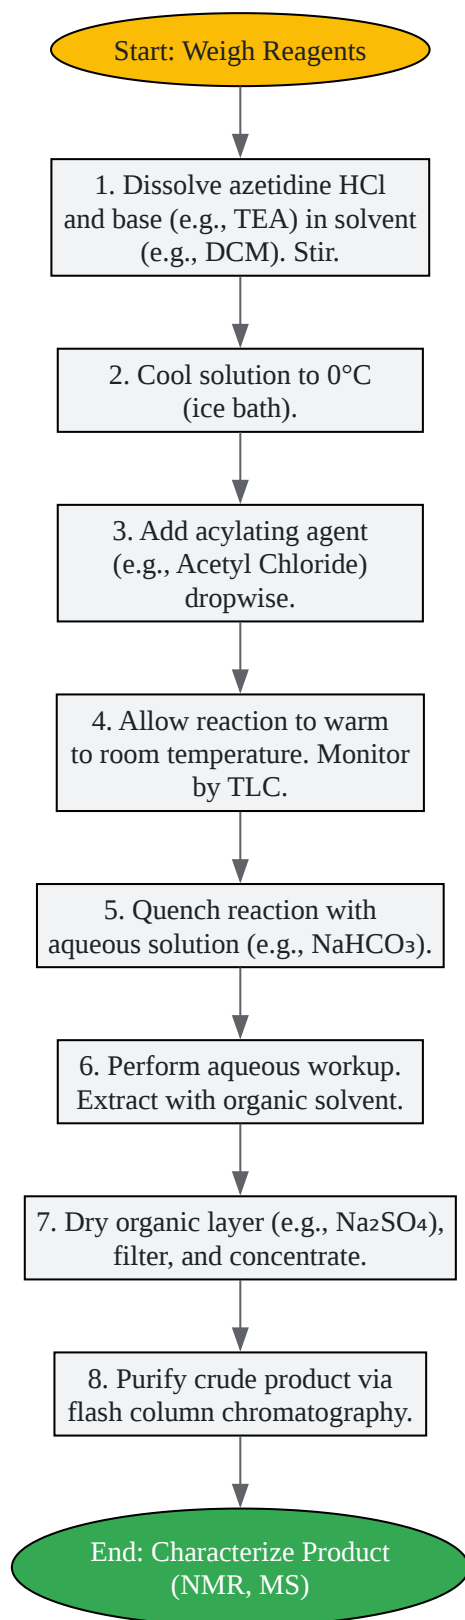 Start: Weigh Reagents
1. Dissolve azetidine HCl
and base (e.g., TEA) in solvent
(e.g., DCM). Stir.
2. Cool solution to 0°C
(ice bath).
3. Add acylating agent
(e.g., Acetyl Chloride)
dropwise.
4. Allow reaction to warm
to room temperature. Monitor
by TLC.
5. Quench reaction with
aqueous solution (e.g., NaHCO₃).
6. Perform aqueous workup.
Extract with organic solvent.
7. Dry organic layer (e.g., Na₂SO₄),
filter, and concentrate.
8. Purify crude product via
flash column chromatography.
End: Characterize Product
(NMR, MS)